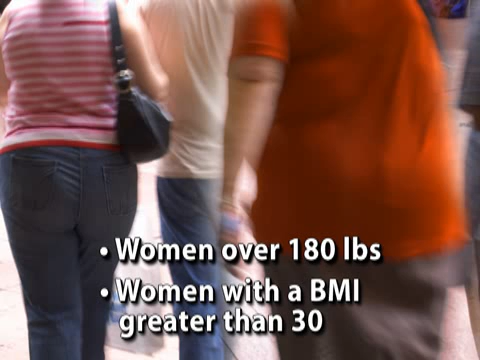 • Women over 180 lbs
• Women with a BMI
greater than 30